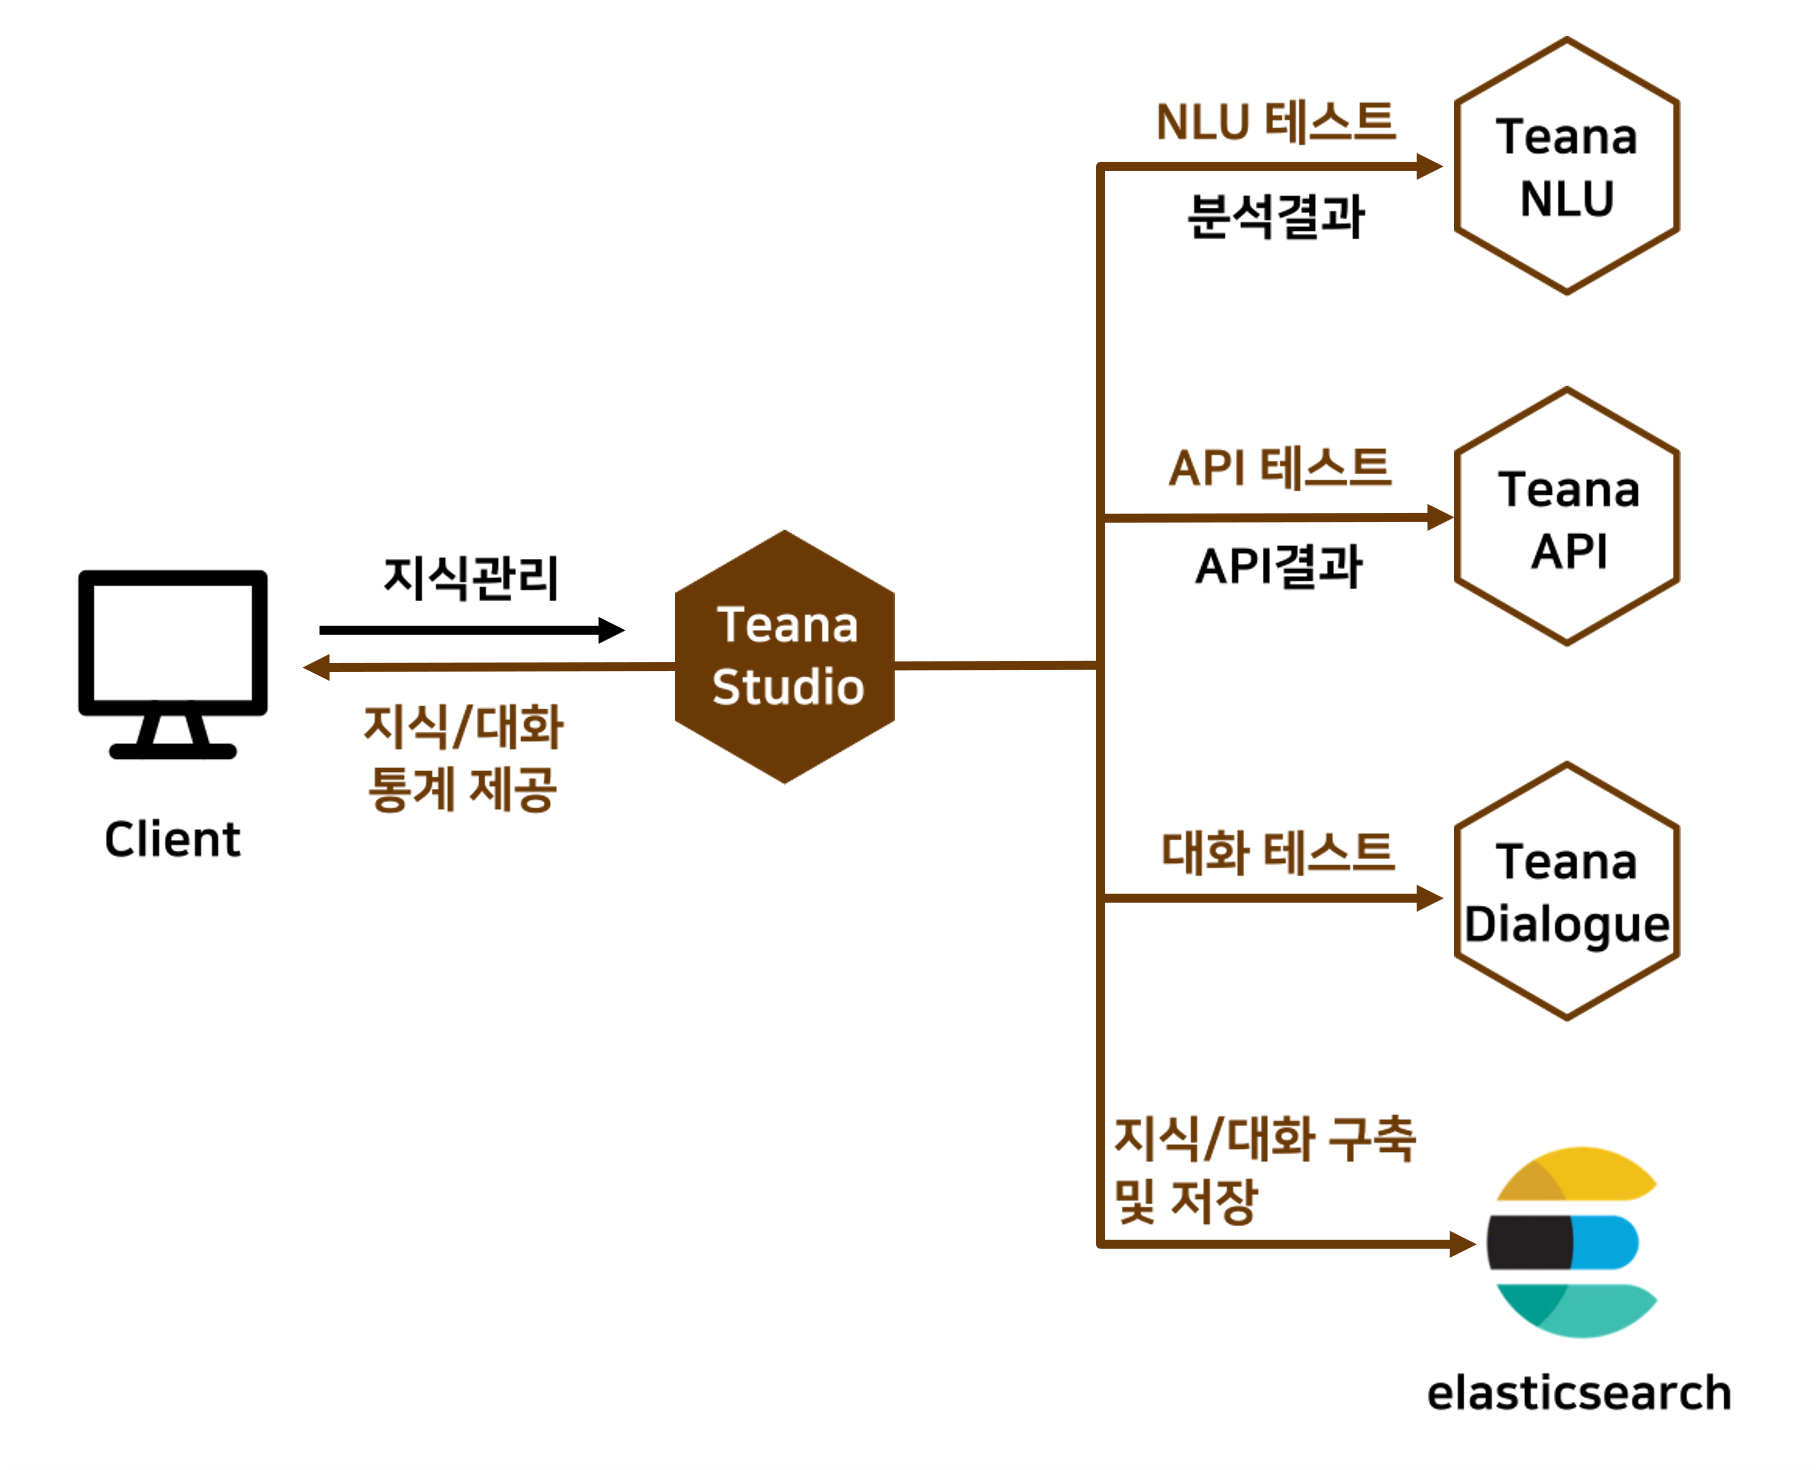 NLU 테스트
분석결과
Teana
NLU
API 테스트
API결과
Teana
API
지식관리
지식/대화
통계 제공
Client
Teana
Studio
대화 테스트
Teana
Dialogue
지식/대화 구축
및 저장
elasticsearch